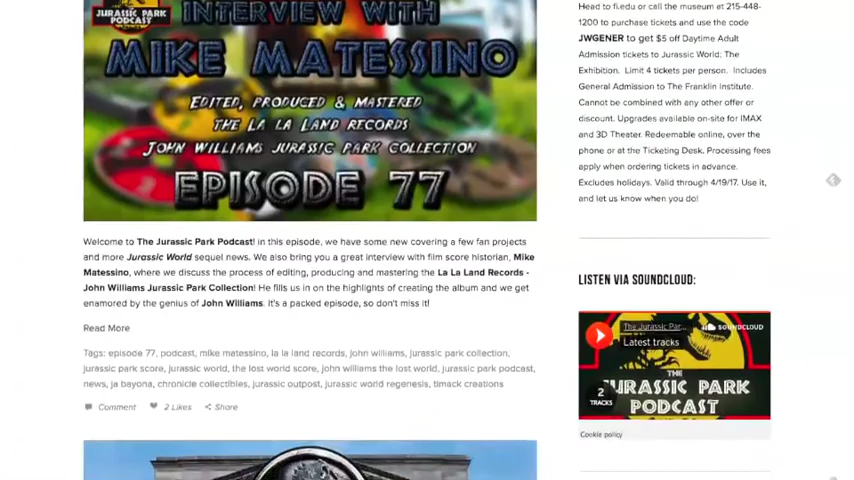 JURASSIC PARK
PODCAST
INTERVIEW WITH
MIKE MATESSINO
EDITED, PRODUCED & MASTERED
THE LA LA LAND RECORDS
JOHN WILLIAMS JURASSIC PARK COLLECTION
EPISODE 77
Welcome to The Jurassic Park Podcast! in this episode, we have some new covering a few fan projects
and more Jurassic World sequel news. We also bring you a great interview with film score historian, Mike
Matessino, where we discuss the process of editing, producing and mastering the La La Land Records -
John Williams Jurassic Park Collection! He fills us in on the highlights of creating the album and we get
enamored by the genius of John Williams. It's a packed episode, so don't miss it!
Read More
Tags: episode 77, podcast, mike matessino, la la land records, john williams, jurassic park collection,
jurassic park score, jurassic world, the lost world score, john williams the lost world, jurassic park podcast,
news, ja bayona, chronicle collectibles, jurassic outpost, jurassic world regenesis, timack creations
Comment 2 Likes Share
Head to fi.edu or call the museum at 215-448-
1200 to purchase tickets and use the code
JWGENER to get $5 off Daytime Adult
Admission tickets to Jurassic World: The
Exhibition. Limit 4 tickets per person. Includes
General Admission to The Franklin Institute.
Cannot be combined with any other offer or
discount. Upgrades available on-site for IMAX
and 3D Theater. Redeemable online, over the
phone or at the Ticketing Desk. Processing fees
apply when ordering tickets in advance.
Excludes holidays. Valid through 4/19/17. Use it,
and let us know when you do!
LISTEN VIA SOUNDCLOUD:
The Jurassic Par...
SOUNDCLOUD
Latest tracks
THE
JURASSIC PARK
PODCAST
2
TRACKS
Cookie policy